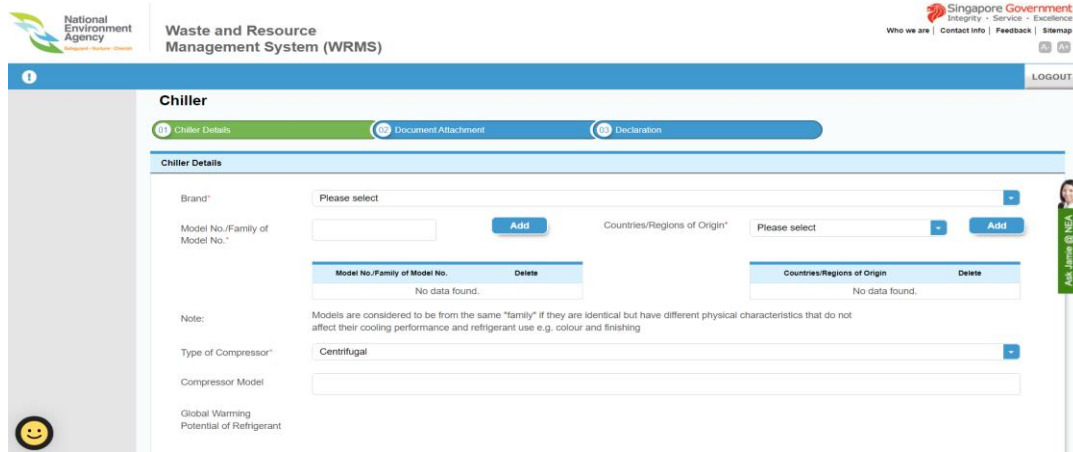 National
Environment
Agency
Safeguard • Nurture • Cherish
Waste and Resource
Management System (WRMS)
Singapore Government
Integrity • Service • Excellence
Who we are | Contact Info | Feedback | Sitemap
A- A+
LOGOUT
Chiller
01 Chiller Details
02 Document Attachment
03 Declaration
Chiller Details
Brand* Please select
Model No./Family of
Model No.*
Add
Countries/Regions of Origin* Please select Add
Model No./Family of Model No. Delete
No data found.
Countries/Regions of Origin Delete
No data found.
Note: Models are considered to be from the same "family" if they are identical but have different physical characteristics that do not
affect their cooling performance and refrigerant use e.g. colour and finishing
Type of Compressor* Centrifugal
Compressor Model
Global Warming
Potential of Refrigerant
Ask Jamie @ NEA